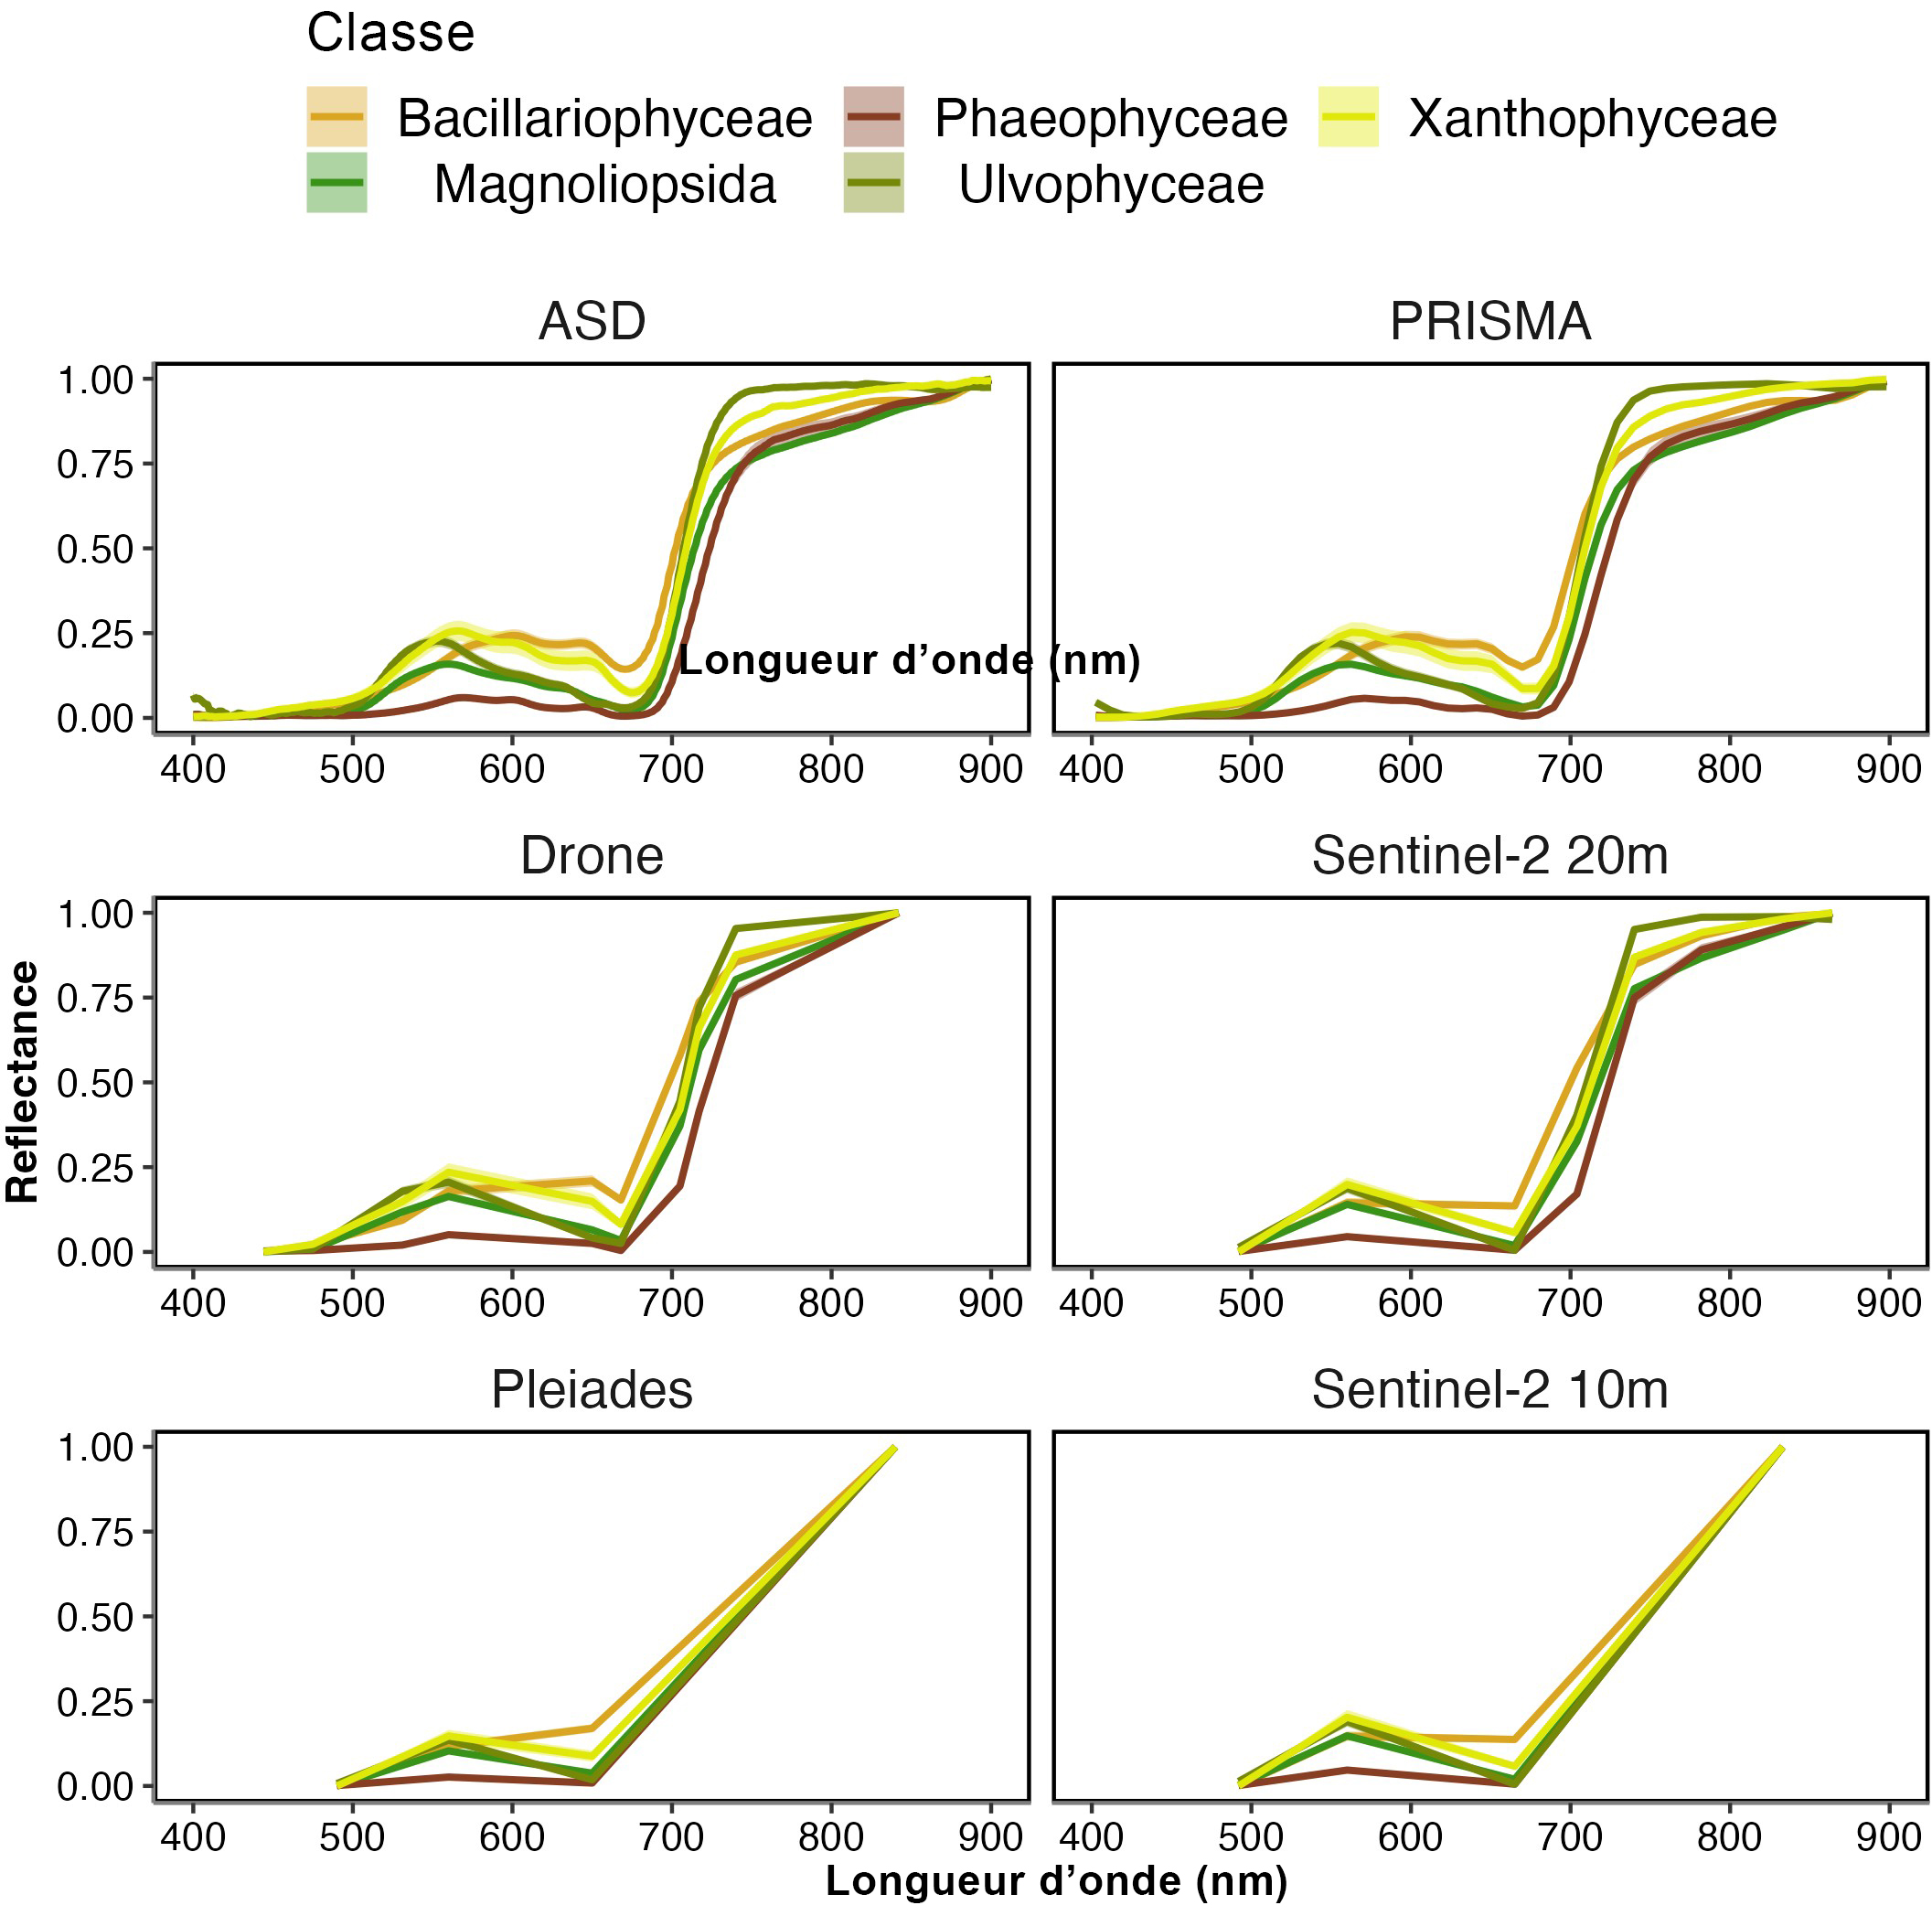 Classe
Bacillariophyceae Phaeophyceae Xanthophyceae
Magnoliopsida Ulvophyceae
ASD PRISMA
1.00
0.75
0.50
0.25
Longueur d’onde (nm)
0.00
400 500 600 700 800 900 400 500 600 700 800 900
Drone Sentinel-2 20m
1.00
0.75
0.50
0.25
0.00
Reflectance
400 500 600 700 800 900 400 500 600 700 800 900
Pleiades Sentinel-2 10m
1.00
0.75
0.50
0.25
0.00
400 500 600 700 800 900 400 500 600 700 800 900
Longueur d’onde (nm)